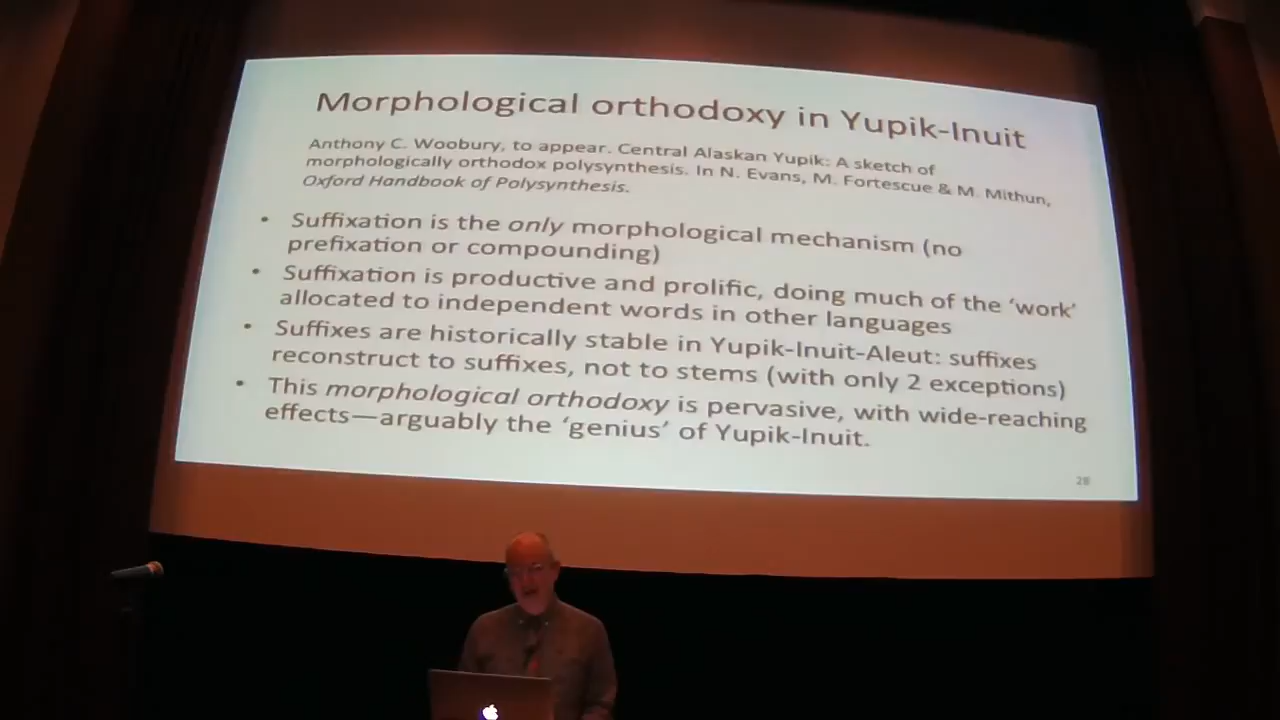 Morphological orthodoxy in Yupik-Inuit
Anthony C. Woobury, to appear. Central Alaskan Yupik: A sketch of
morphologically orthodox polysynthesis. In N. Evans, M. Fortescue & M. Mithun,
Oxford Handbook of Polysynthesis.
• Suffixation is the only morphological mechanism (no
prefixation or compounding)
• Suffixation is productive and prolific, doing much of the ‘work’
allocated to independent words in other languages
• Suffixes are historically stable in Yupik-Inuit-Aleut: suffixes
reconstruct to suffixes, not to stems (with only 2 exceptions)
• This morphological orthodoxy is pervasive, with wide-reaching
effects—arguably the ‘genius’ of Yupik-Inuit.
28